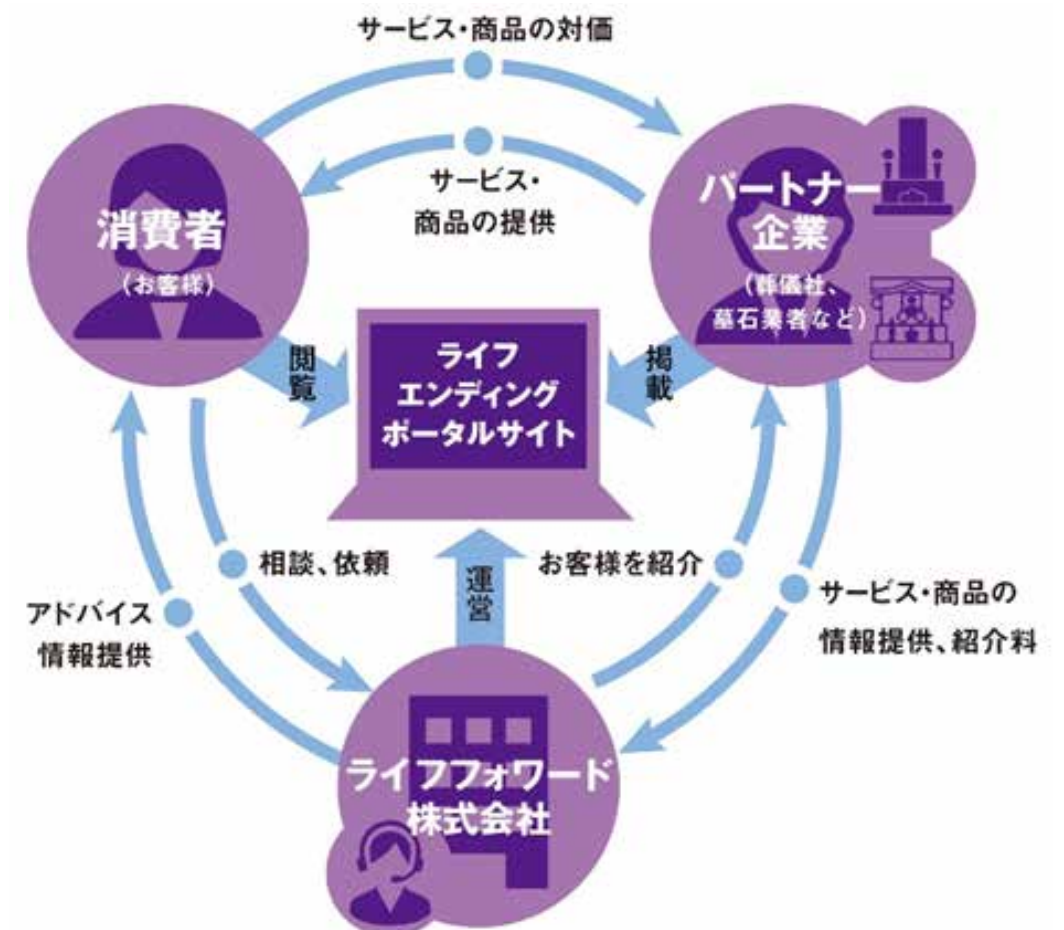 サービス・商品の対価
サービス・
商品の提供
消費者
(お客様)
パートナー
企業
(葬儀社、
墓石業者など)
閲覧
ライフ
エンディング
ポータルサイト
掲載
相談、依頼
運営
お客様を紹介
アドバイス
情報提供
サービス・商品の
情報提供、紹介料
ライフフォワード
株式会社